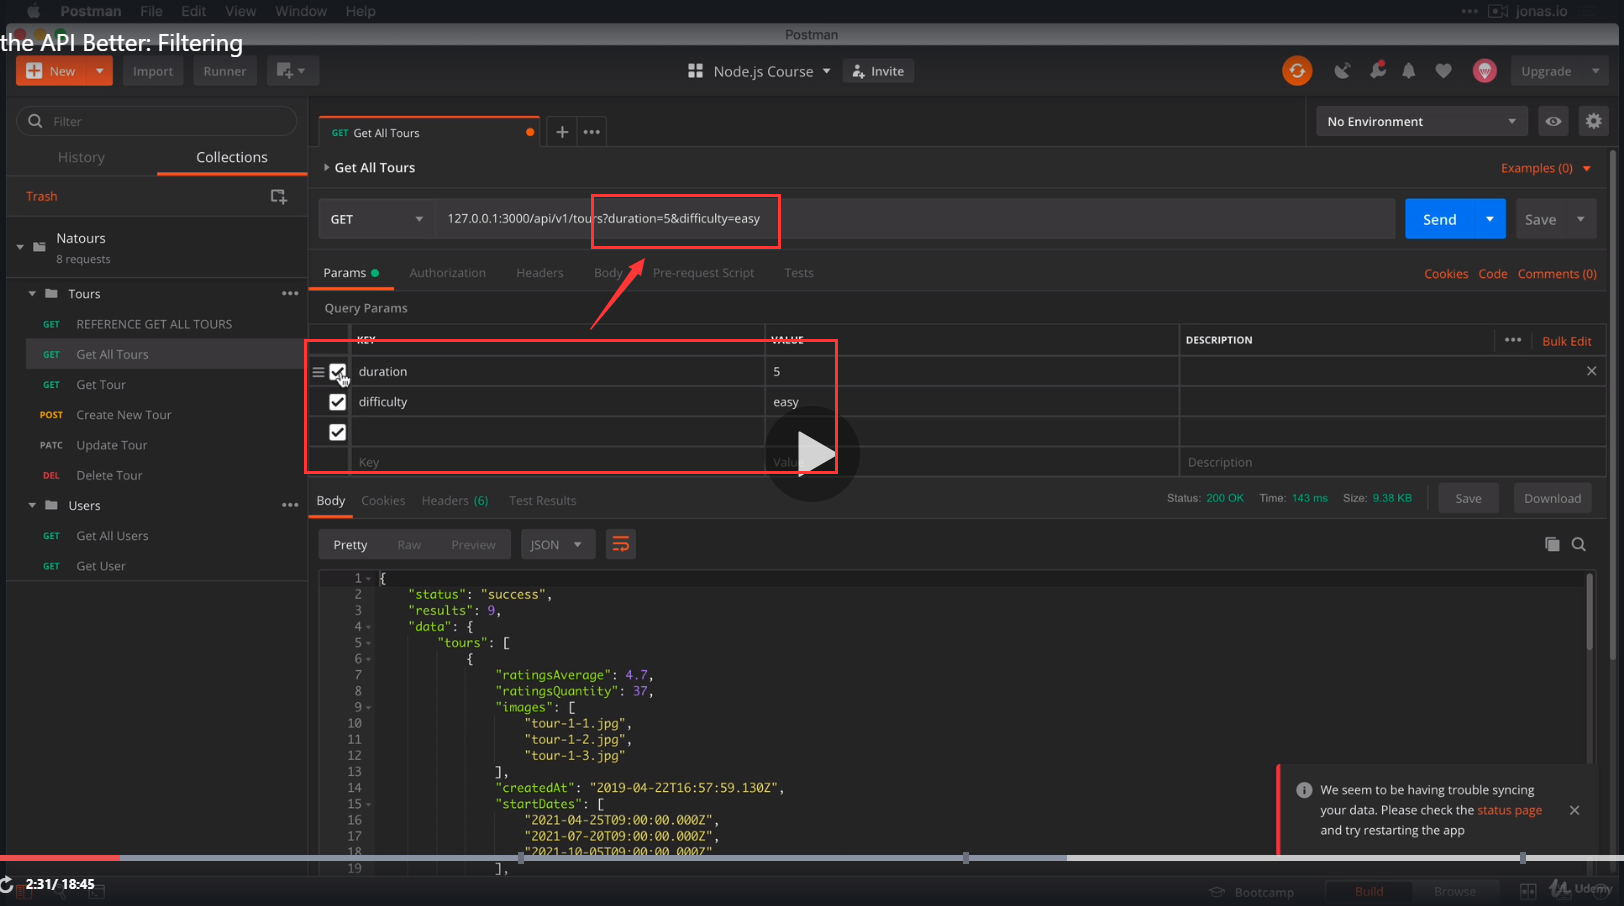 Postman File Edit View Window Help
jonas.io
Postman
the API Better: Filtering
New Import Runner
Node.js Course Invite
Upgrade
Filter
No Environment
History Collections
GET Get All Tours
Get All Tours
Examples (0)
Trash
GET 127.0.0.1:3000/api/v1/tours?duration=5&difficulty=easy Send Save
Natours
8 requests
Params Authorization Headers Body Pre-request Script Tests Cookies Code Comments (0)
Tours
Query Params
GET REFERENCE GET ALL TOURS
KEY VALUE DESCRIPTION Bulk Edit
GET Get All Tours
duration 5
GET Get Tour
difficulty easy
POST Create New Tour
PATC Update Tour
Key Value Description
DEL Delete Tour
Body Cookies Headers (6) Test Results Status: 200 OK Time: 143 ms Size: 9.38 KB Save Download
Users
GET Get All Users
Pretty Raw Preview JSON
GET Get User
1 {
2 "status": "success",
3 "results": 9,
4 "data": {
5 "tours": [
6 {
7 "ratingsAverage": 4.7,
8 "ratingsQuantity": 37,
9 "images": [
10 "tour-1-1.jpg",
11 "tour-1-2.jpg",
12 "tour-1-3.jpg"
13 ],
14 "createdAt": "2019-04-22T16:57:59.130Z",
15 "startDates": [
16 "2021-04-25T09:00:00.000Z",
17 "2021-07-20T09:00:00.000Z",
18 "2021-10-05T09:00:00.000Z"
19 ],
We seem to be having trouble syncing
your data. Please check the status page
and try restarting the app
2:31/ 18:45
Bootcamp Build Browse
Udemy